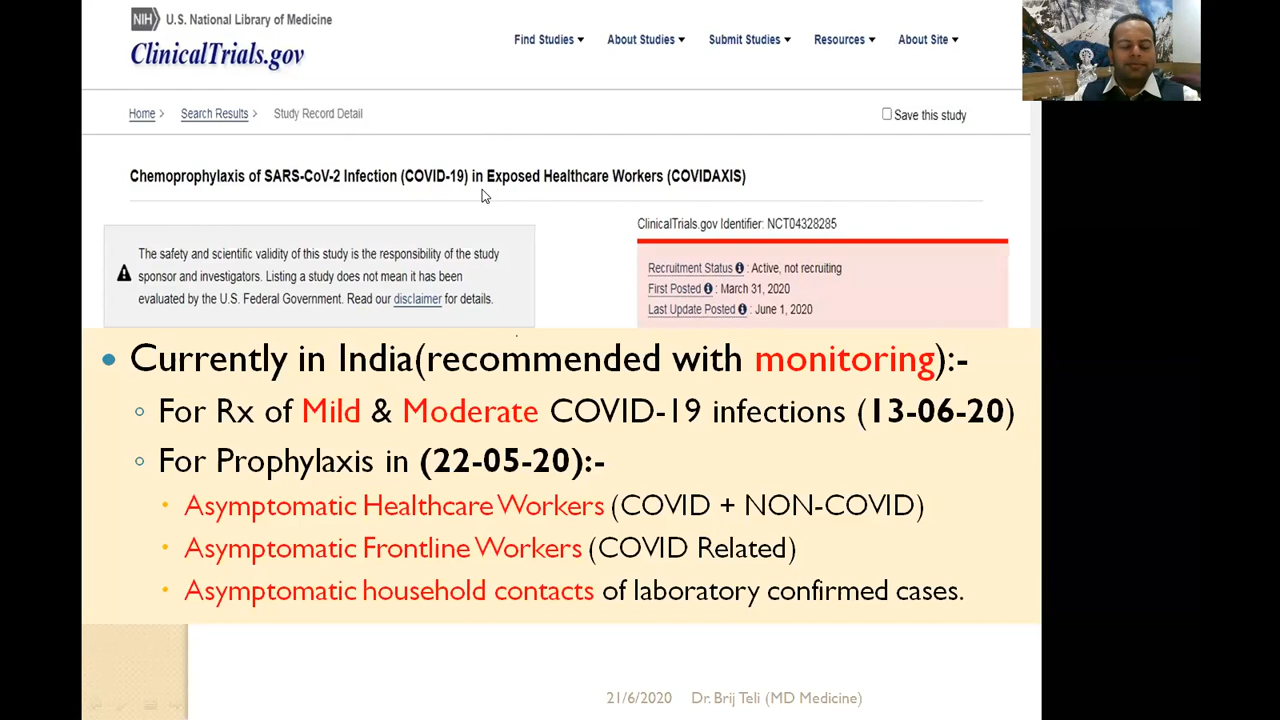 NIH U.S. National Library of Medicine
ClinicalTrials.gov
Find Studies About Studies Submit Studies Resources About Site
Home > Search Results > Study Record Detail
Save this study
Chemoprophylaxis of SARS-CoV-2 Infection (COVID-19) in Exposed Healthcare Workers (COVIDAXIS)
The safety and scientific validity of this study is the responsibility of the study
sponsor and investigators. Listing a study does not mean it has been
evaluated by the U.S. Federal Government. Read our disclaimer for details.
ClinicalTrials.gov Identifier: NCT04328285
Recruitment Status : Active, not recruiting
First Posted : March 31, 2020
Last Update Posted : June 1, 2020
• Currently in India(recommended with monitoring):-
◦ For Rx of Mild & Moderate COVID-19 infections (13-06-20)
◦ For Prophylaxis in (22-05-20):-
• Asymptomatic Healthcare Workers (COVID + NON-COVID)
• Asymptomatic Frontline Workers (COVID Related)
• Asymptomatic household contacts of laboratory confirmed cases.
21/6/2020 Dr. Brij Teli (MD Medicine)